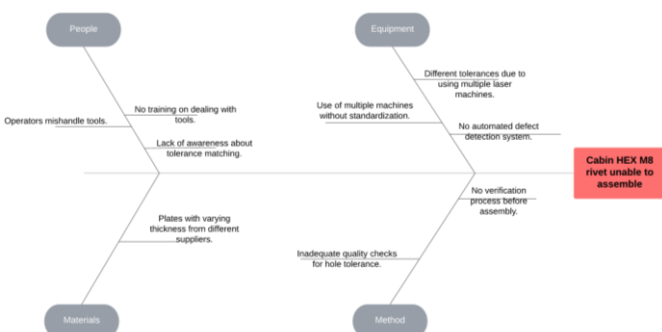 People
Equipment
Different tolerances due to
using multiple laser
machines.
No training on dealing with
tools.
Operators mishandle tools.
Use of multiple machines
without standardization.
No automated defect
detection system.
Lack of awareness about
tolerance matching.
Cabin HEX M8
rivet unable to
assemble
No verification
process before
assembly.
Plates with varying
thickness from different
suppliers.
Inadequate quality checks
for hole tolerance.
Materials
Method